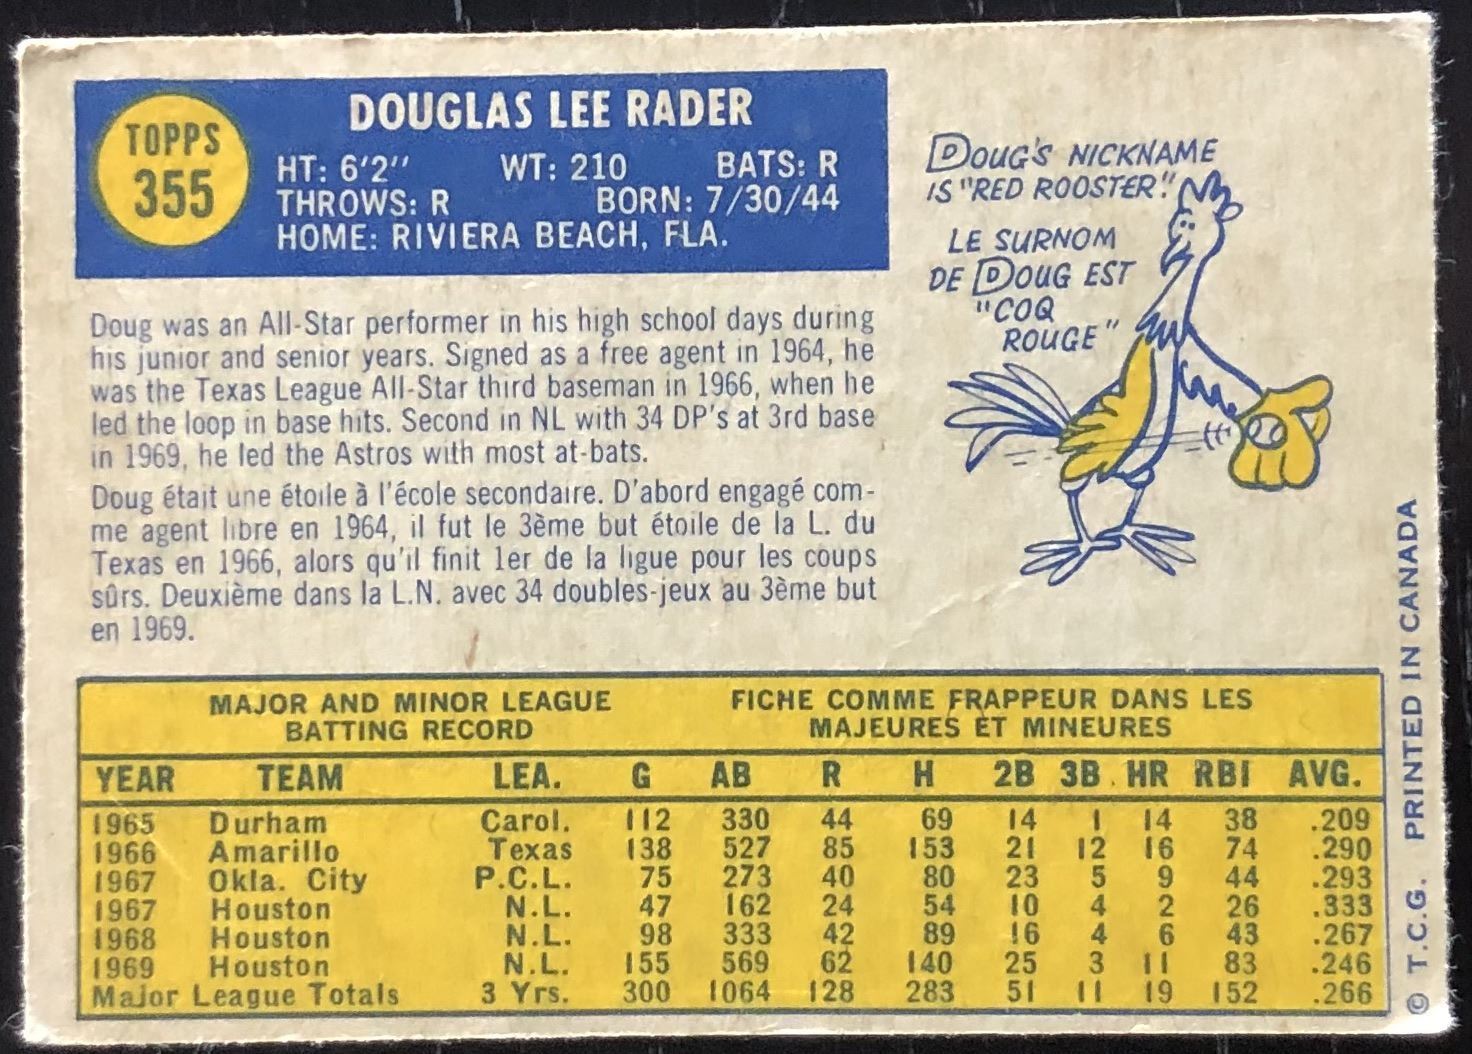 TOPPS
355
DOUGLAS LEE RADER
HT: 6'2" WT: 210 BATS: R
THROWS: R BORN: 7/30/44
HOME: RIVIERA BEACH, FLA.
DOUG'S NICKNAME
IS "RED ROOSTER!"
LE SURNOM
DE DOUG EST
"COQ
ROUGE"
Doug was an All-Star performer in his high school days during
his junior and senior years. Signed as a free agent in 1964, he
was the Texas League All-Star third baseman in 1966, when he
led the loop in base hits. Second in NL with 34 DP's at 3rd base
in 1969, he led the Astros with most at-bats.
Doug était une étoile à l'école secondaire. D'abord engagé com-
me agent libre en 1964, il fut le 3ème but étoile de la L. du
Texas en 1966, alors qu'il finit 1er de la ligue pour les coups
sûrs. Deuxième dans la L.N. avec 34 doubles-jeux au 3ème but
en 1969.
MAJOR AND MINOR LEAGUE
BATTING RECORD
FICHE COMME FRAPPEUR DANS LES
MAJEURES ET MINEURES
YEAR TEAM LEA. G AB R H 2B 3B HR RBI AVG.
1965 Durham Carol. 112 330 44 69 14 1 14 38 .209
1966 Amarillo Texas 138 527 85 153 21 12 16 74 .290
1967 Okla. City P.C.L. 75 273 40 80 23 5 9 44 .293
1967 Houston N.L. 47 162 24 54 10 4 2 26 .333
1968 Houston N.L. 98 333 42 89 16 4 6 43 .267
1969 Houston N.L. 155 569 62 140 25 3 11 83 .246
Major League Totals 3 Yrs. 300 1064 128 283 51 11 19 152 .266
© T.C.G. PRINTED IN CANADA